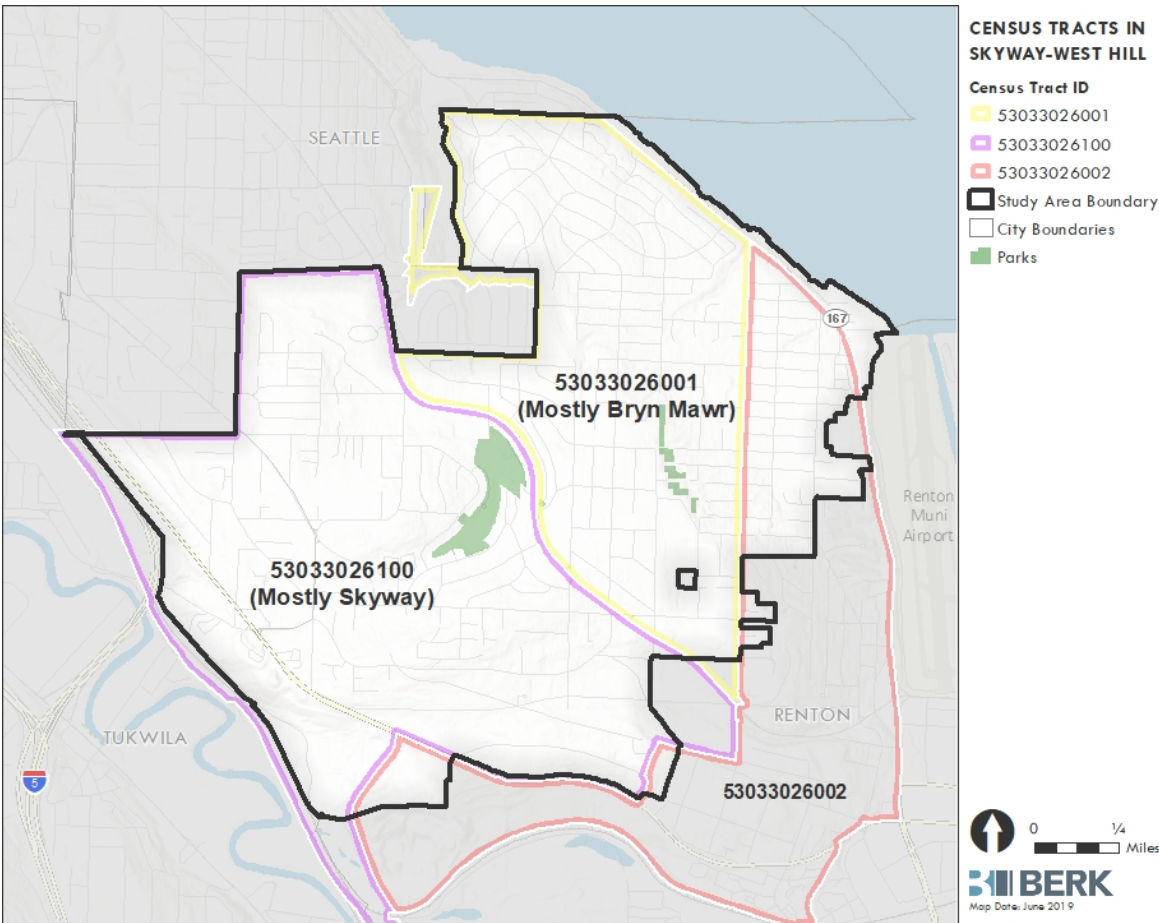 CENSUS TRACTS IN
SKYWAY-WEST HILL
Census Tract ID
53033026001
53033026100
53033026002
Study Area Boundary
City Boundaries
Parks
SEATTLE
167
53033026001
(Mostly Bryn Mawr)
Renton
Muni
Airport
53033026100
(Mostly Skyway)
RENTON
TUKWILA
5
53033026002
0 ¼
Miles
BERK
Map Date: June 2019